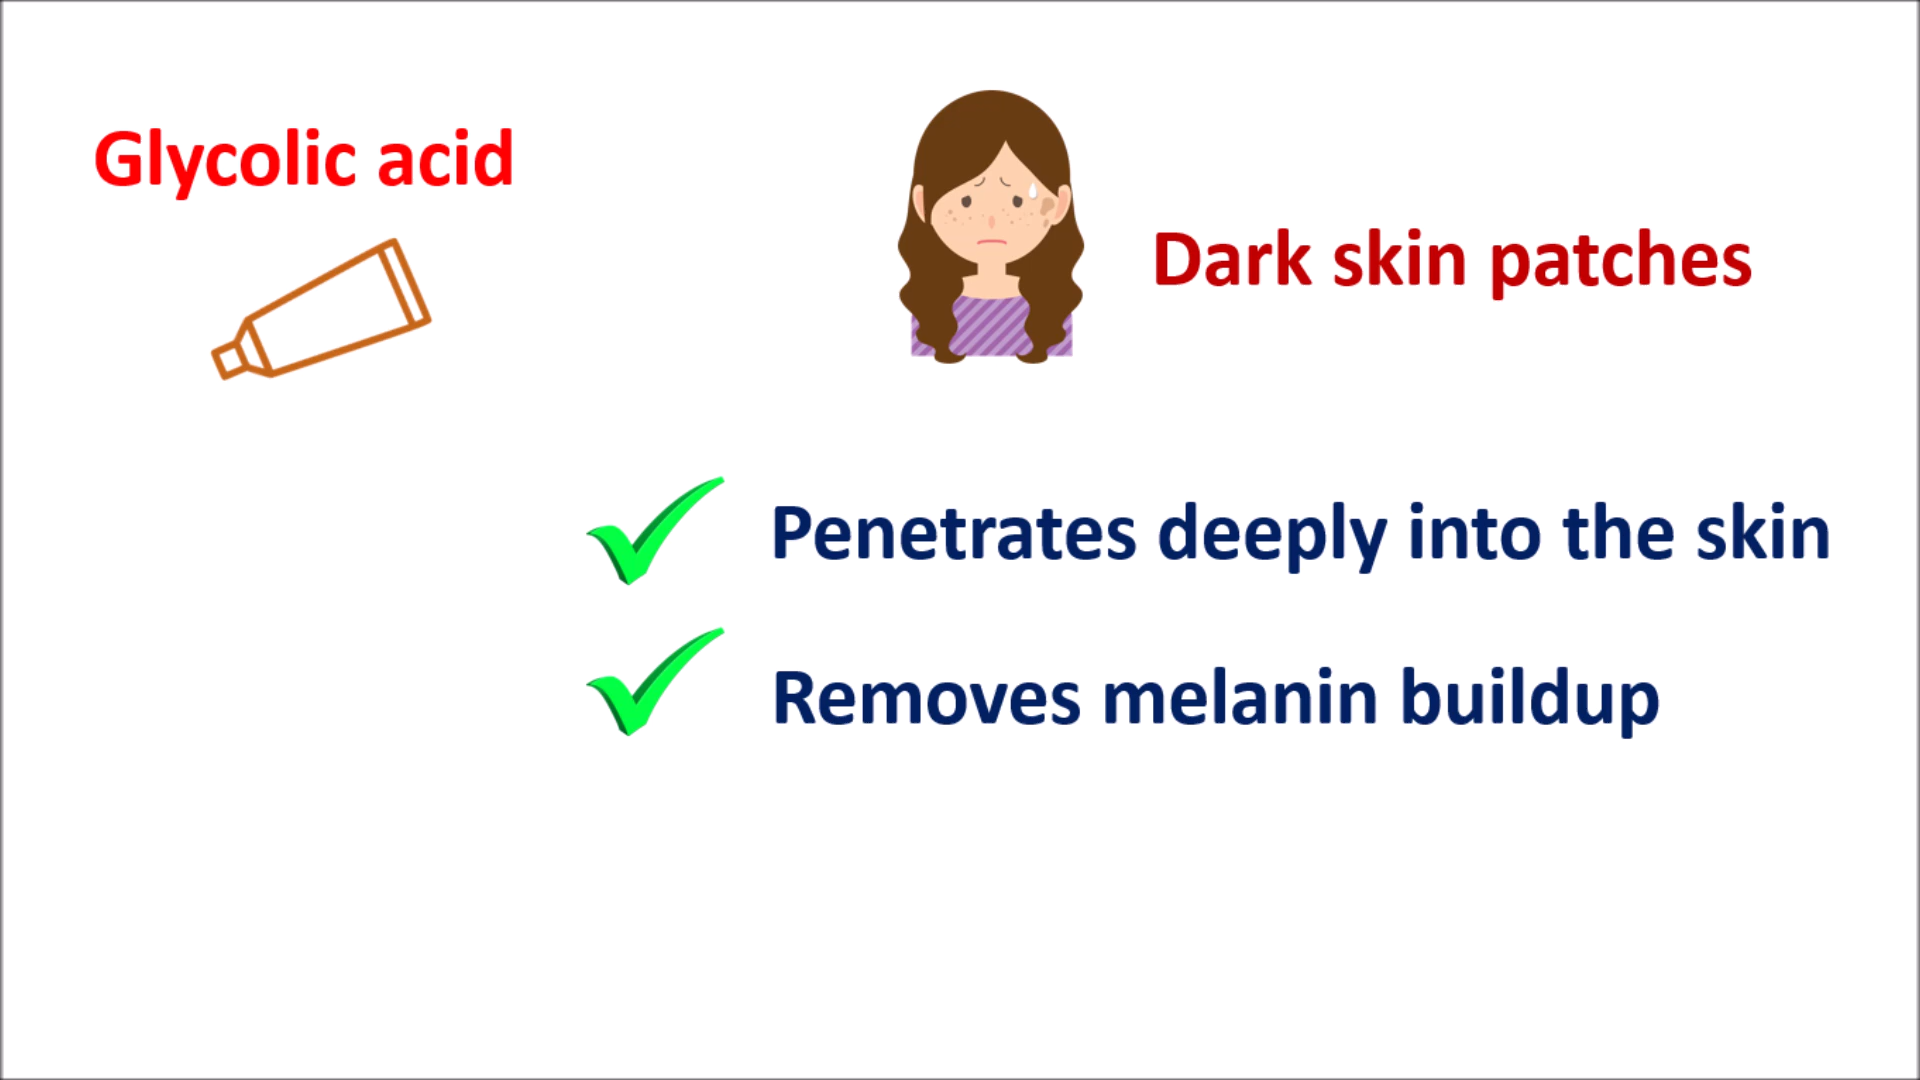 Glycolic acid
Dark skin patches
Penetrates deeply into the skin
Removes melanin buildup